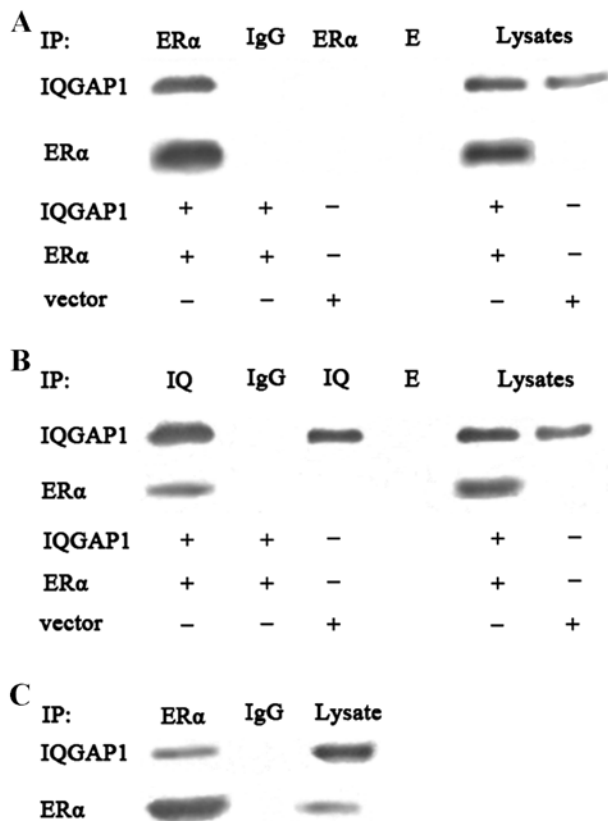 A
IP: ERα IgG ERα E Lysates
IQGAP1
ERα
IQGAP1 + + − + −
ERα + + − + −
vector − − + − +
B
IP: IQ IgG IQ E Lysates
IQGAP1
ERα
IQGAP1 + + − + −
ERα + + − + −
vector − − + − +
C
IP: ERα IgG Lysate
IQGAP1
ERα